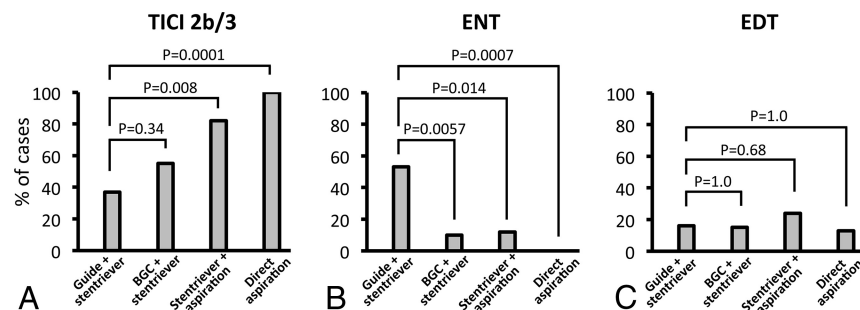 TICI 2b/3
P=0.0001
P=0.008
P=0.34
% of cases
100
80
60
40
20
0
Guide +
stentriever
BGC +
stentriever
Stentriever +
aspiration
Direct
aspiration
A
ENT
P=0.0007
P=0.014
P=0.0057
100
80
60
40
20
0
Guide +
stentriever
BGC +
stentriever
Stentriever +
aspiration
Direct
aspiration
B
EDT
P=1.0
P=0.68
P=1.0
100
80
60
40
20
0
Guide +
stentriever
BGC +
stentriever
Stentriever +
aspiration
Direct
aspiration
C